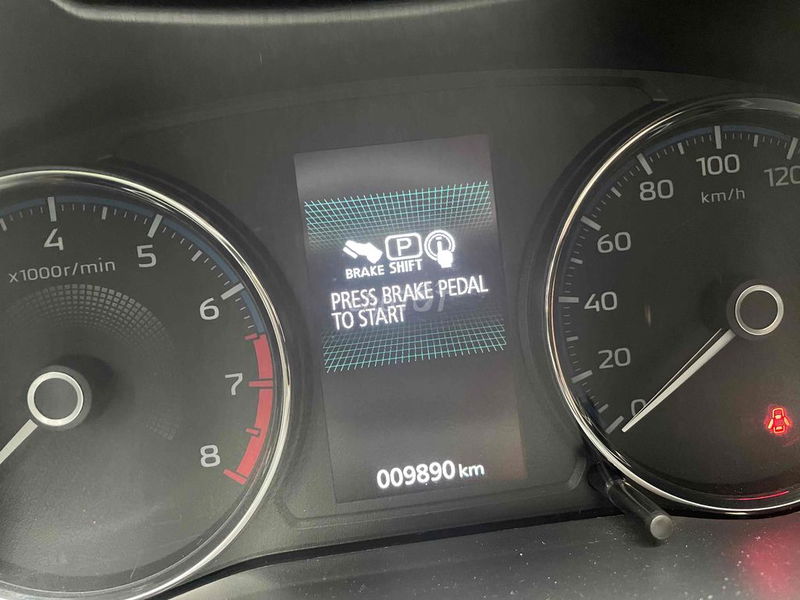 4
5
x1000r/min
6
7
8
P
BRAKE SHIFT
PRESS BRAKE PEDAL
TO START
009890 km
0
20
40
60
80
100
120
km/h